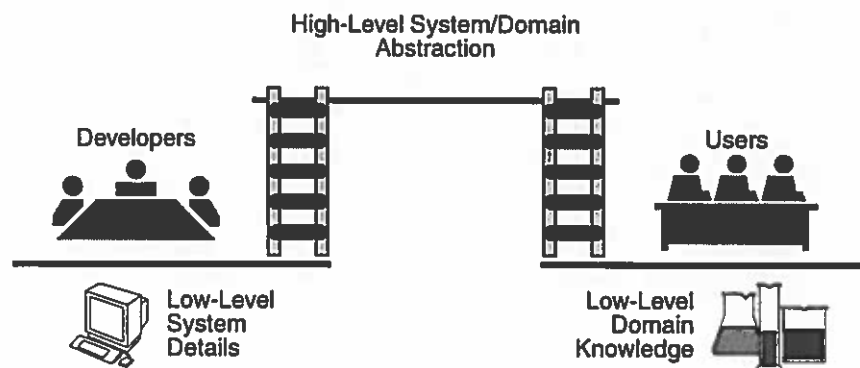 High-Level System/Domain
Abstraction
Developers
Users
Low-Level
System
Details
Low-Level
Domain
Knowledge